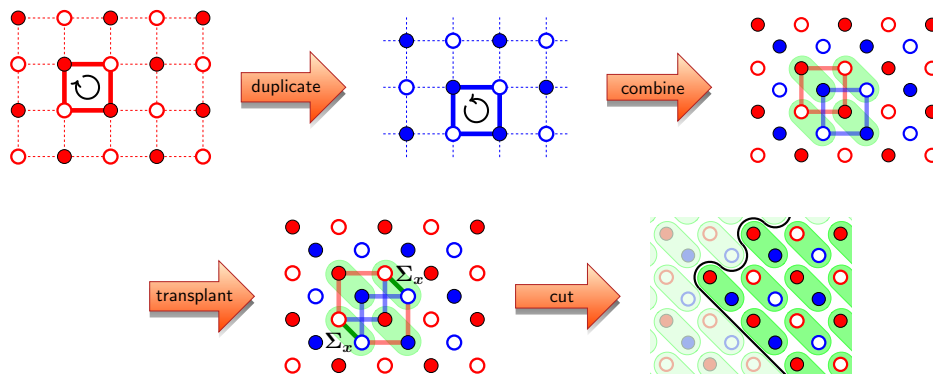 duplicate
combine
transplant
Σₓ
Σₓ
cut